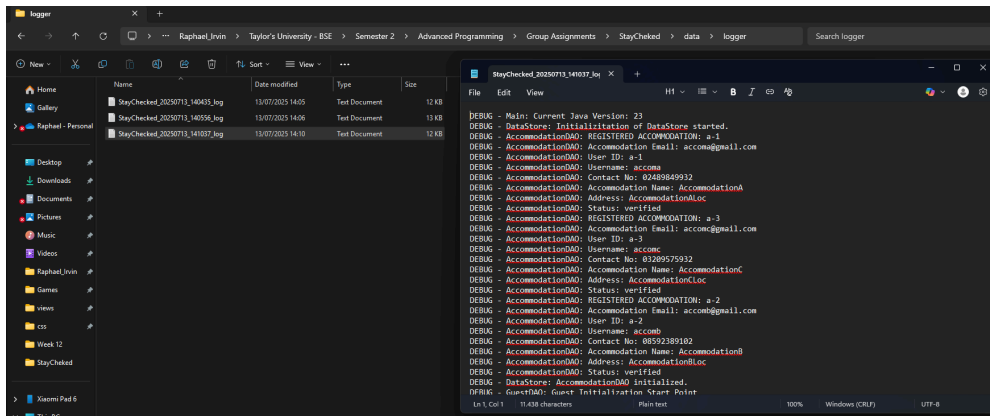 logger
Raphael_Irvin > Taylor's University - BSE > Semester 2 > Advanced Programming > Group Assignments > StayCheked > data > logger
Search logger
New
Sort
View
Name Date modified Type Size
StayChecked_20250713_140435_log 13/07/2025 14:05 Text Document 12 KB
StayChecked_20250713_140556_log 13/07/2025 14:06 Text Document 13 KB
StayChecked_20250713_141037_log 13/07/2025 14:10 Text Document 12 KB
Home
Gallery
Raphael - Personal
Desktop
Downloads
Documents
Pictures
Music
Videos
Raphael_Irvin
Games
views
css
Week 12
StayCheked
Xiaomi Pad 6
StayChecked_20250713_141037_log
File Edit View H1 B I
DEBUG - Main: Current Java Version: 23
DEBUG - DataStore: Initializitation of DataStore started.
DEBUG - AccommodationDAO: REGISTERED ACCOMMODATION: a-1
DEBUG - AccommodationDAO: Accommodation Email: accoma@gmail.com
DEBUG - AccommodationDAO: User ID: a-1
DEBUG - AccommodationDAO: Username: accoma
DEBUG - AccommodationDAO: Contact No: 02489849932
DEBUG - AccommodationDAO: Accommodation Name: AccommodationA
DEBUG - AccommodationDAO: Address: AccommodationALoc
DEBUG - AccommodationDAO: Status: verified
DEBUG - AccommodationDAO: REGISTERED ACCOMMODATION: a-3
DEBUG - AccommodationDAO: Accommodation Email: accomc@gmail.com
DEBUG - AccommodationDAO: User ID: a-3
DEBUG - AccommodationDAO: Username: accomc
DEBUG - AccommodationDAO: Contact No: 03209575932
DEBUG - AccommodationDAO: Accommodation Name: AccommodationC
DEBUG - AccommodationDAO: Address: AccommodationCLoc
DEBUG - AccommodationDAO: Status: verified
DEBUG - AccommodationDAO: REGISTERED ACCOMMODATION: a-2
DEBUG - AccommodationDAO: Accommodation Email: accomb@gmail.com
DEBUG - AccommodationDAO: User ID: a-2
DEBUG - AccommodationDAO: Username: accomb
DEBUG - AccommodationDAO: Contact No: 08592389102
DEBUG - AccommodationDAO: Accommodation Name: AccommodationB
DEBUG - AccommodationDAO: Address: AccommodationBLoc
DEBUG - AccommodationDAO: Status: verified
DEBUG - DataStore: AccommodationDAO initialized.
DEBUG - GuestDAO: Guest Initialization Start Point
Ln 1, Col 1 11.438 characters Plain text 100% Windows (CRLF) UTF-8